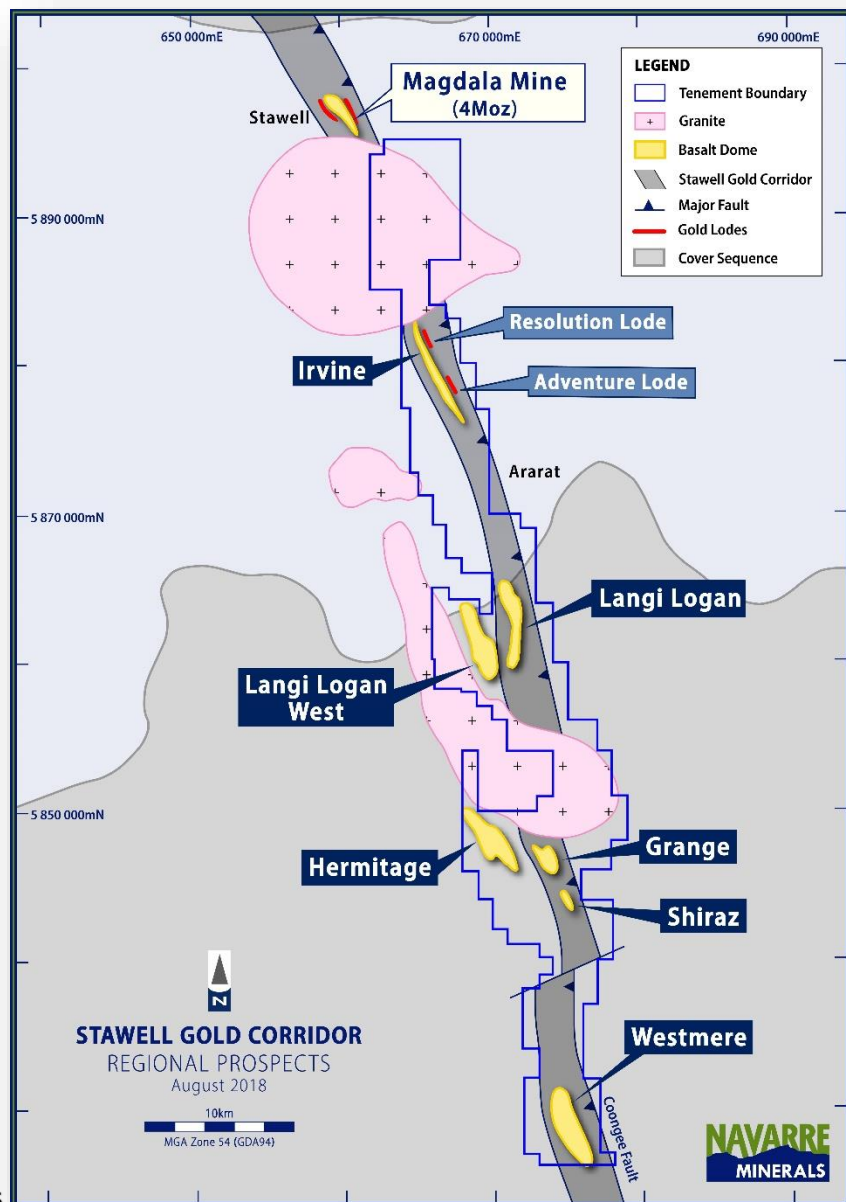 650 000mE
670 000mE
690 000mE
LEGEND
Tenement Boundary
Granite
Basalt Dome
Stawell Gold Corridor
Major Fault
Gold Lodes
Cover Sequence
Magdala Mine
(4Moz)
Stawell
5 890 000mN
Resolution Lode
Irvine
Adventure Lode
Ararat
5 870 000mN
Langi Logan
Langi Logan
West
5 850 000mN
Hermitage
Grange
Shiraz
Westmere
Coongee Fault
N
STAWELL GOLD CORRIDOR
REGIONAL PROSPECTS
August 2018
10km
MGA Zone 54 (GDA94)
NAVARRE
MINERALS